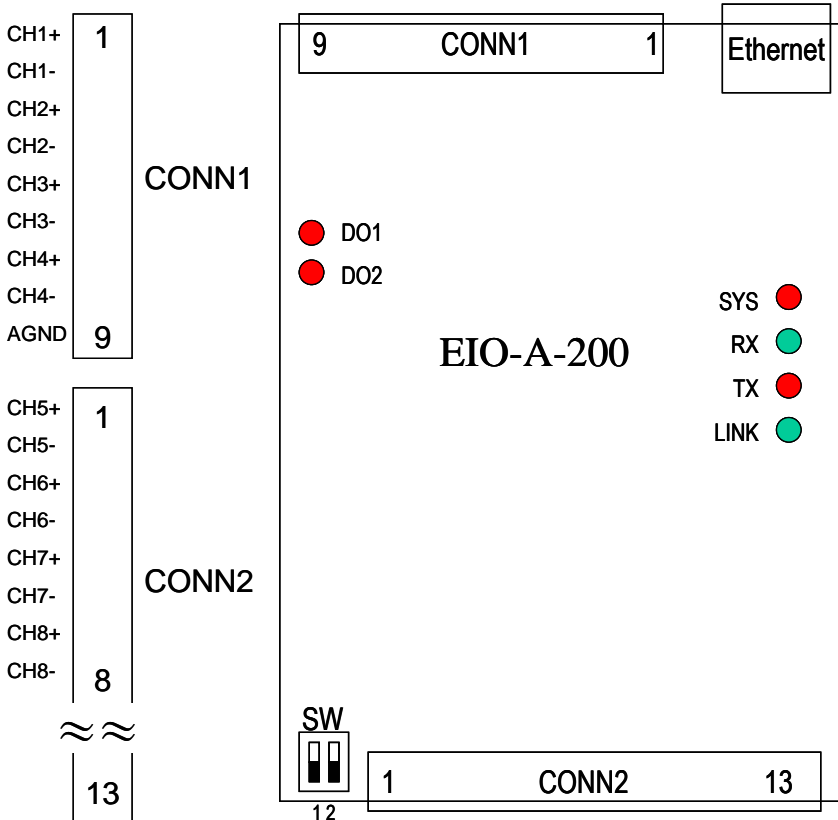 CH1+
CH1-
CH2+
CH2-
CH3+
CH3-
CH4+
CH4-
AGND
1
9
CONN1
CH5+
CH5-
CH6+
CH6-
CH7+
CH7-
CH8+
CH8-
1
8
13
CONN2
9 CONN1 1
Ethernet
DO1
DO2
EIO-A-200
SYS
RX
TX
LINK
SW
1 2
1 CONN2 13